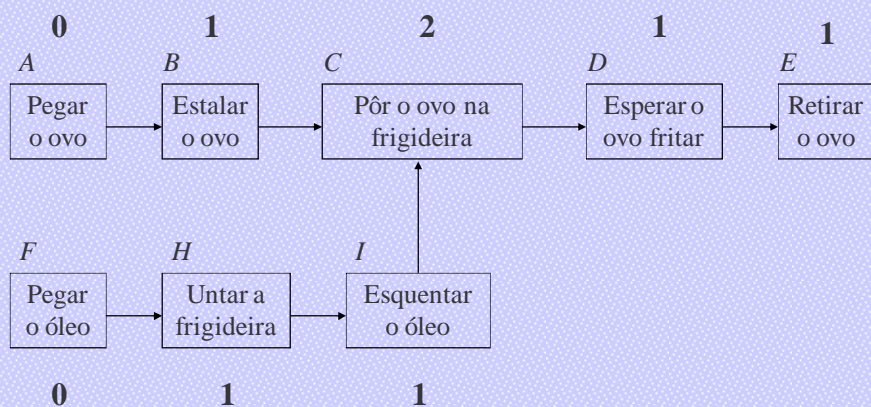 0 1 2 1 1
A B C D E
Pegar
o ovo
Estalar
o ovo
Pôr o ovo na
frigideira
Esperar o
ovo fritar
Retirar
o ovo
F H I
Pegar
o óleo
Untar a
frigideira
Esquentar
o óleo
0 1 1